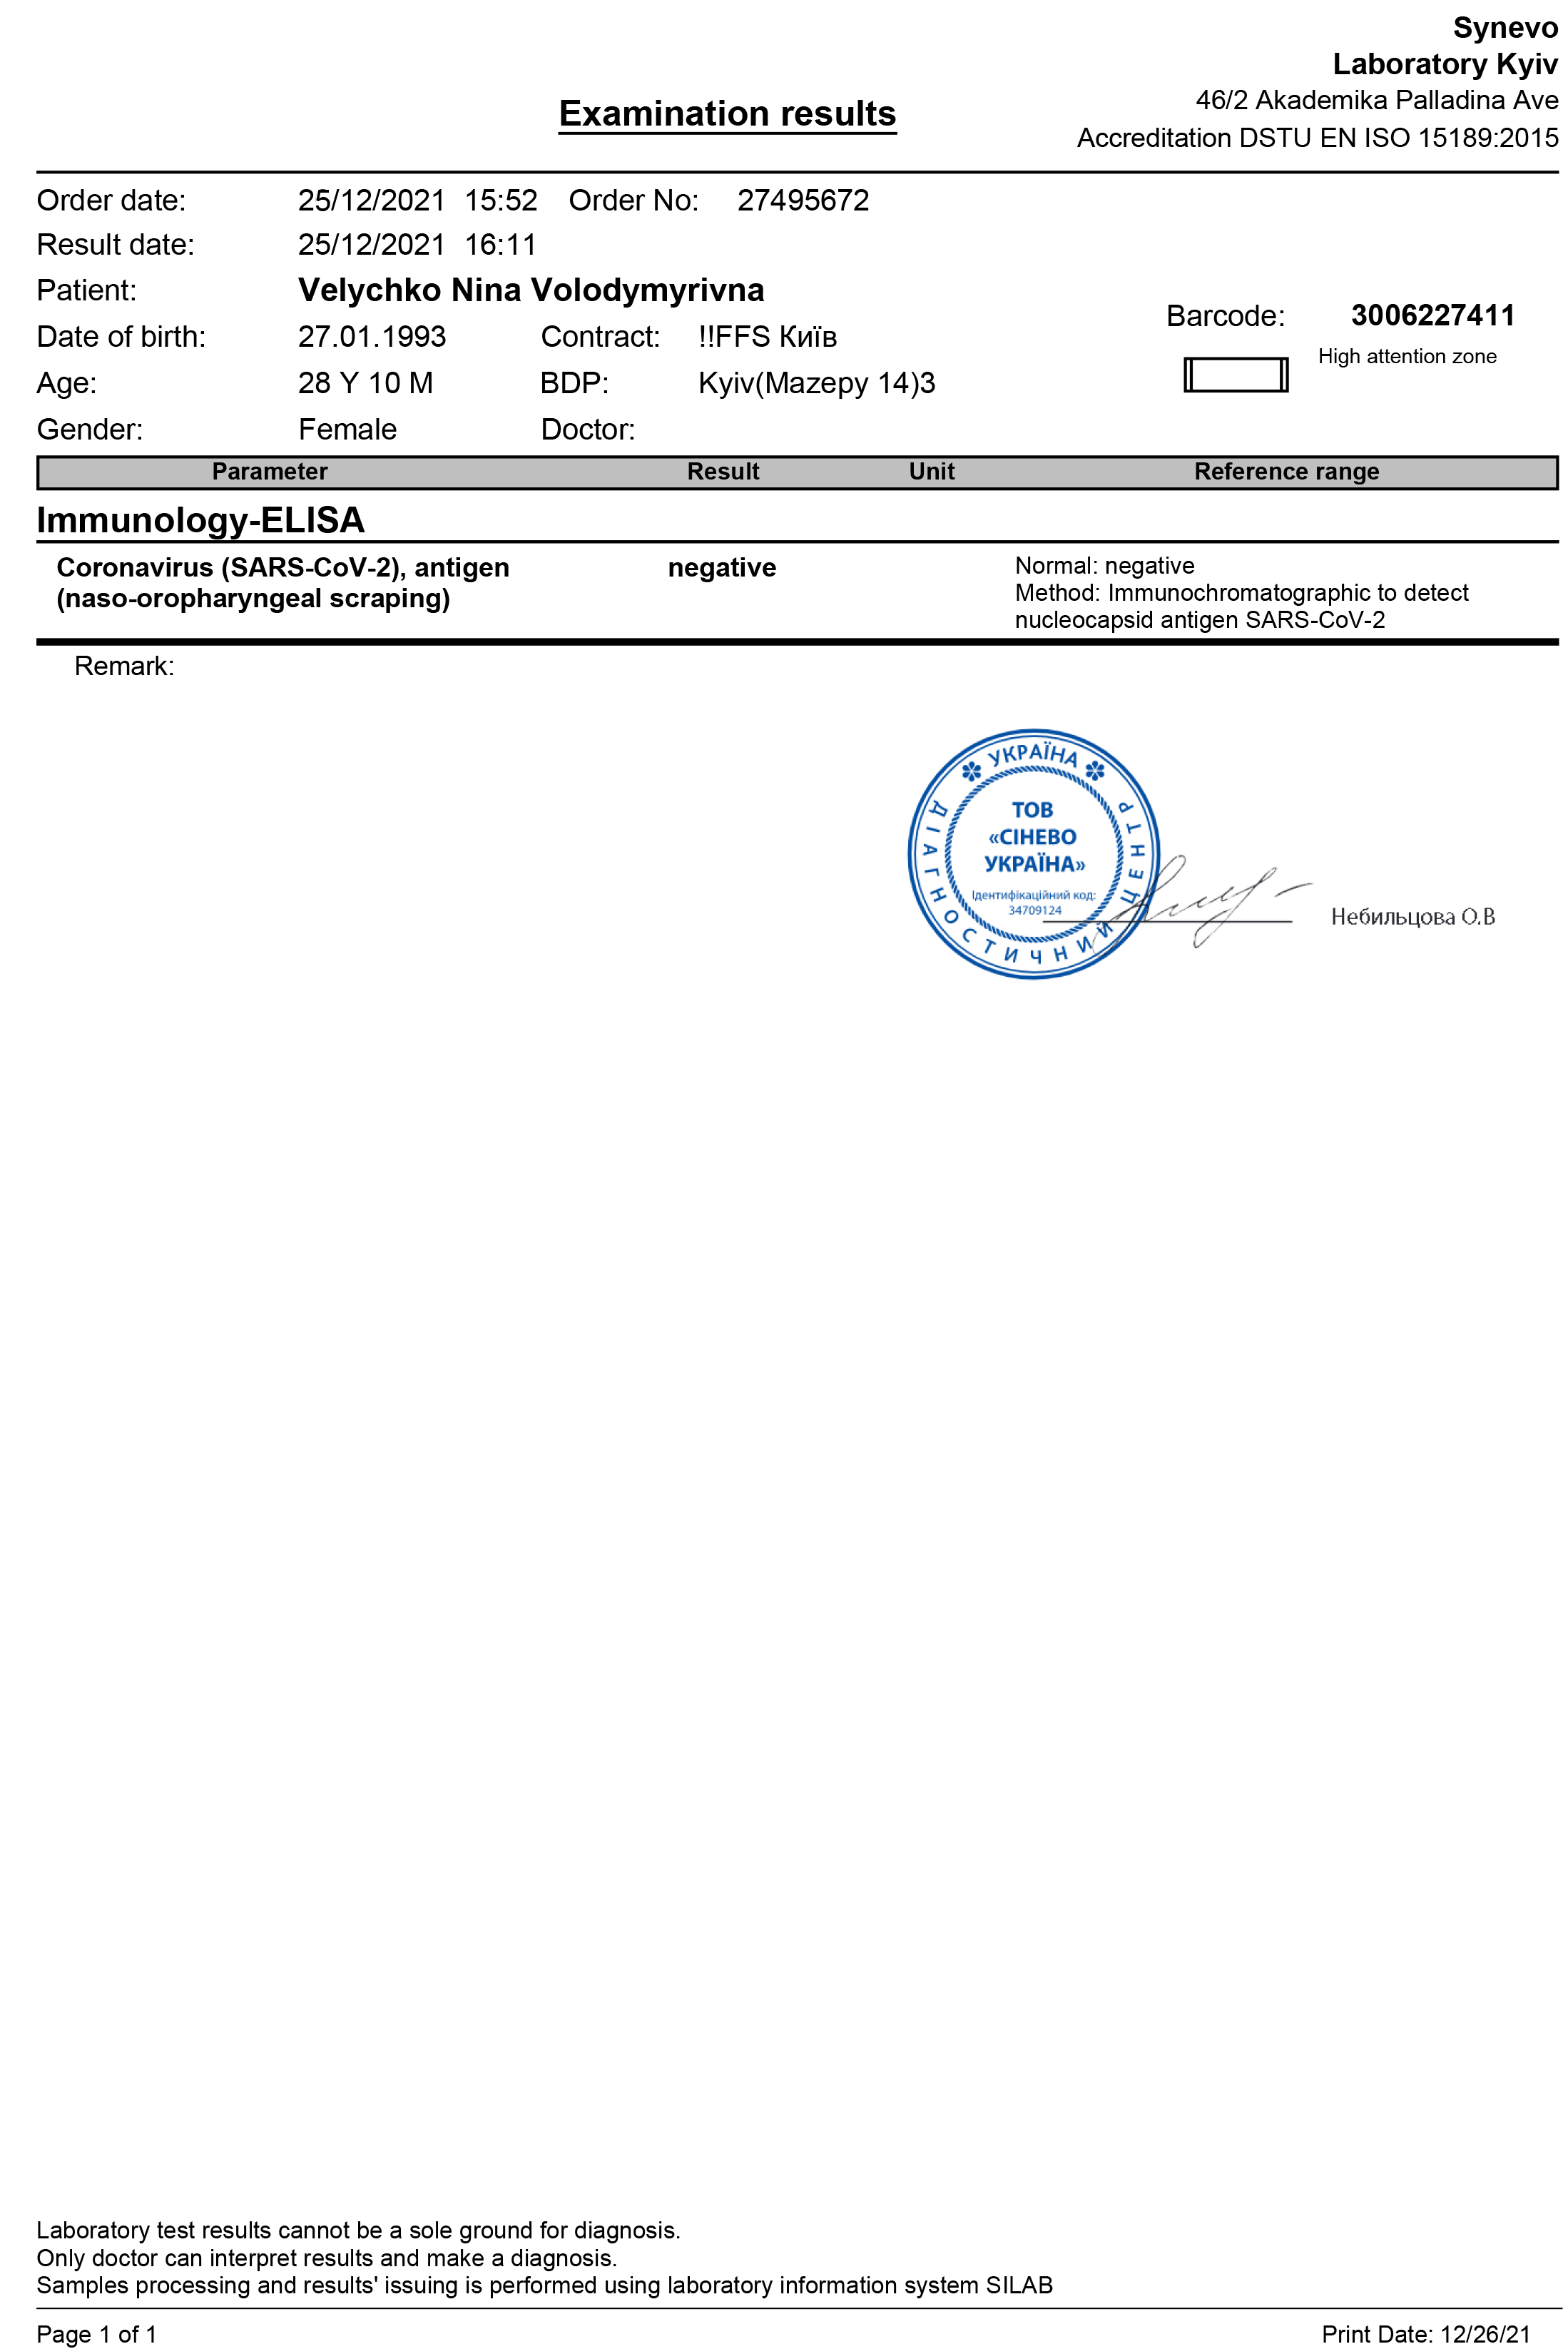 Synevo
Laboratory Kyiv
46/2 Akademika Palladina Ave
Accreditation DSTU EN ISO 15189:2015
Examination results
Order date: 25/12/2021 15:52 Order No: 27495672
Result date: 25/12/2021 16:11
Patient: Velychko Nina Volodymyrivna
Date of birth: 27.01.1993 Contract: !!FFS Київ
Barcode: 3006227411
High attention zone
Age: 28 Y 10 M BDP: Kyiv(Mazepy 14)3
Gender: Female Doctor:
Parameter Result Unit Reference range
Immunology-ELISA
Coronavirus (SARS-CoV-2), antigen negative
(naso-oropharyngeal scraping)
Normal: negative
Method: Immunochromatographic to detect
nucleocapsid antigen SARS-CoV-2
Remark:
УКРАЇНА
ДІАГНОСТИЧНИЙ ЦЕНТР
ТОВ
«СІНЕВО
УКРАЇНА»
Ідентифікаційний код:
34709124
Небильцова О.В
Laboratory test results cannot be a sole ground for diagnosis.
Only doctor can interpret results and make a diagnosis.
Samples processing and results' issuing is performed using laboratory information system SILAB
Page 1 of 1 Print Date: 12/26/21